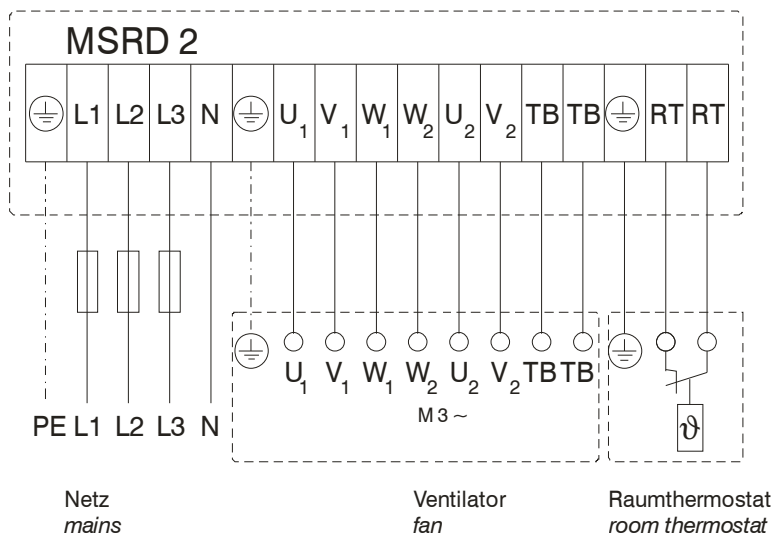 MSRD 2
L1 L2 L3 N U1 V1 W1 W2 U2 V2 TB TB RT RT
U1 V1 W1 W2 U2 V2 TB TB
M 3 ~
ϑ
PE L1 L2 L3 N
Netz Ventilator Raumthermostat
mains fan room thermostat